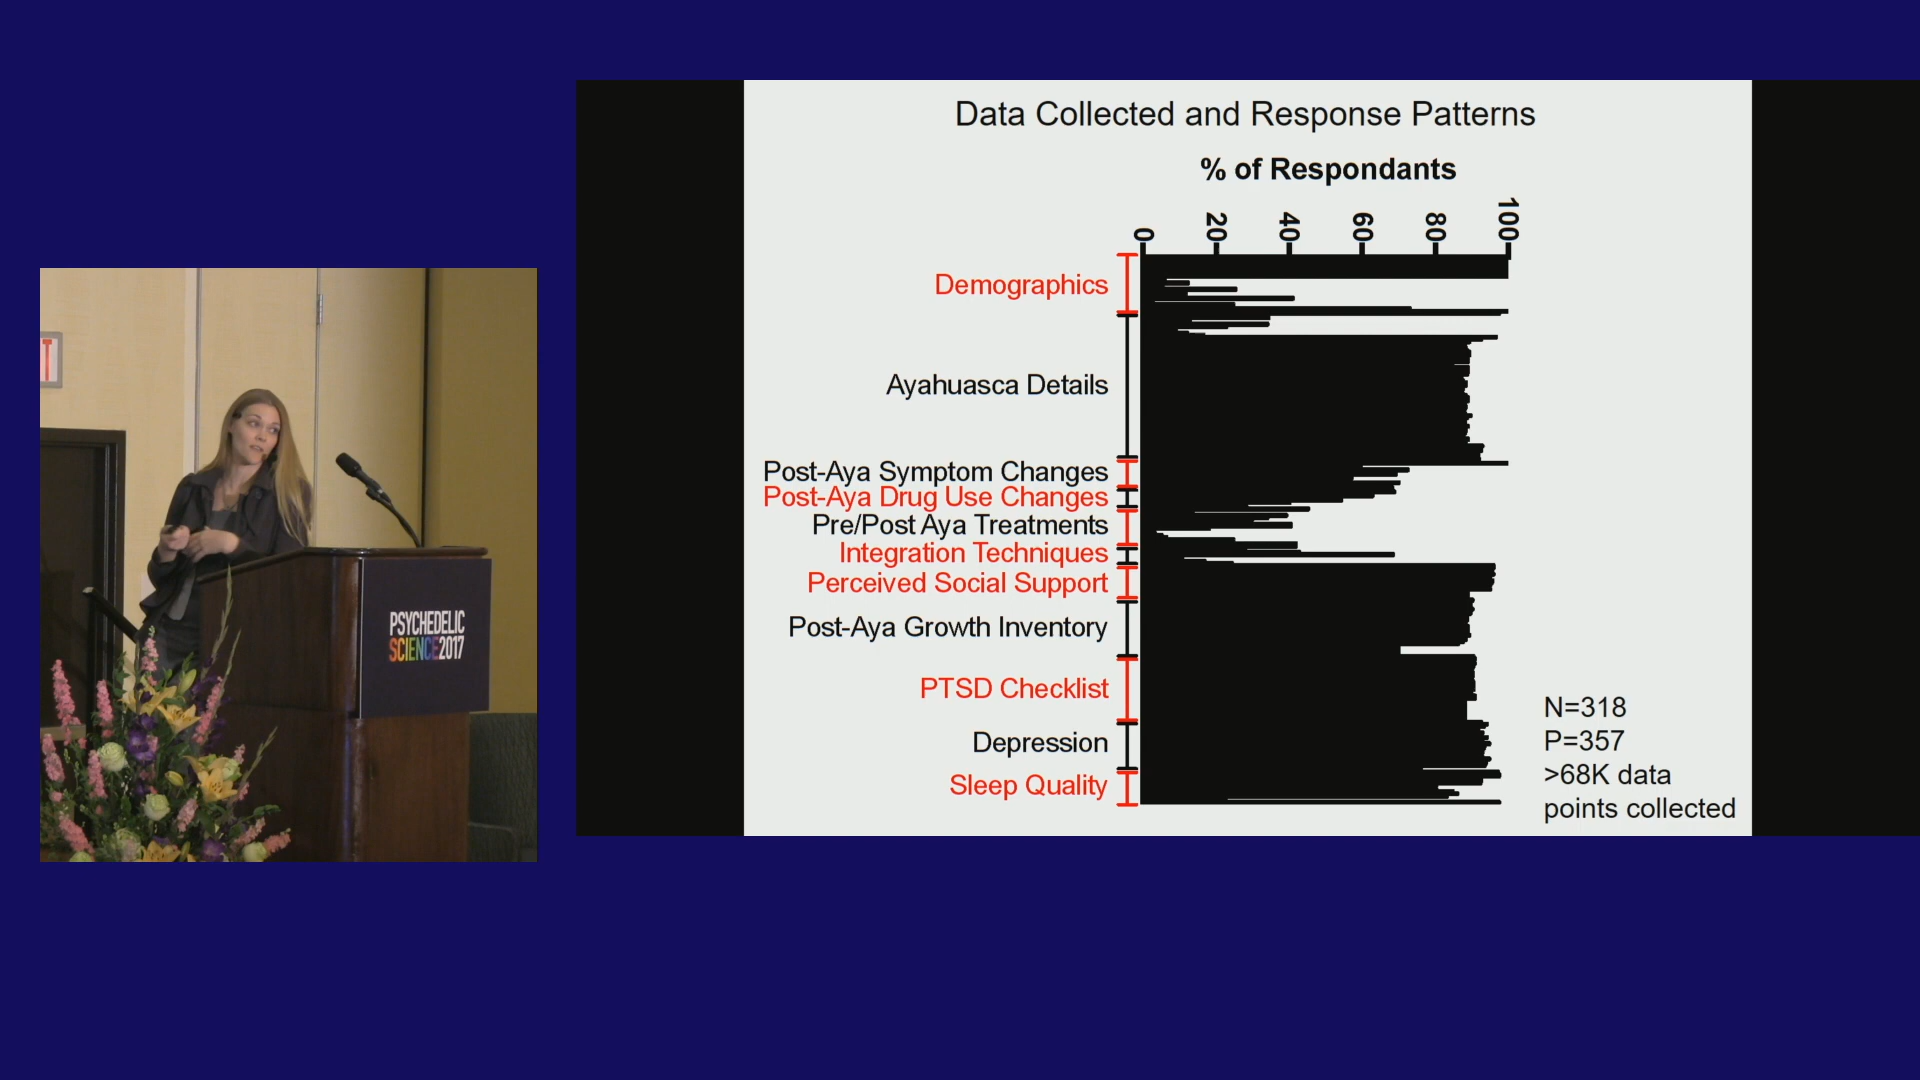 Data Collected and Response Patterns
% of Respondants
0 20 40 60 80 100
Demographics
Ayahuasca Details
Post-Aya Symptom Changes
Post-Aya Drug Use Changes
Pre/Post Aya Treatments
Integration Techniques
Perceived Social Support
Post-Aya Growth Inventory
PTSD Checklist
Depression
Sleep Quality
N=318
P=357
>68K data
points collected
T
PSYCHEDELIC
SCIENCE2017